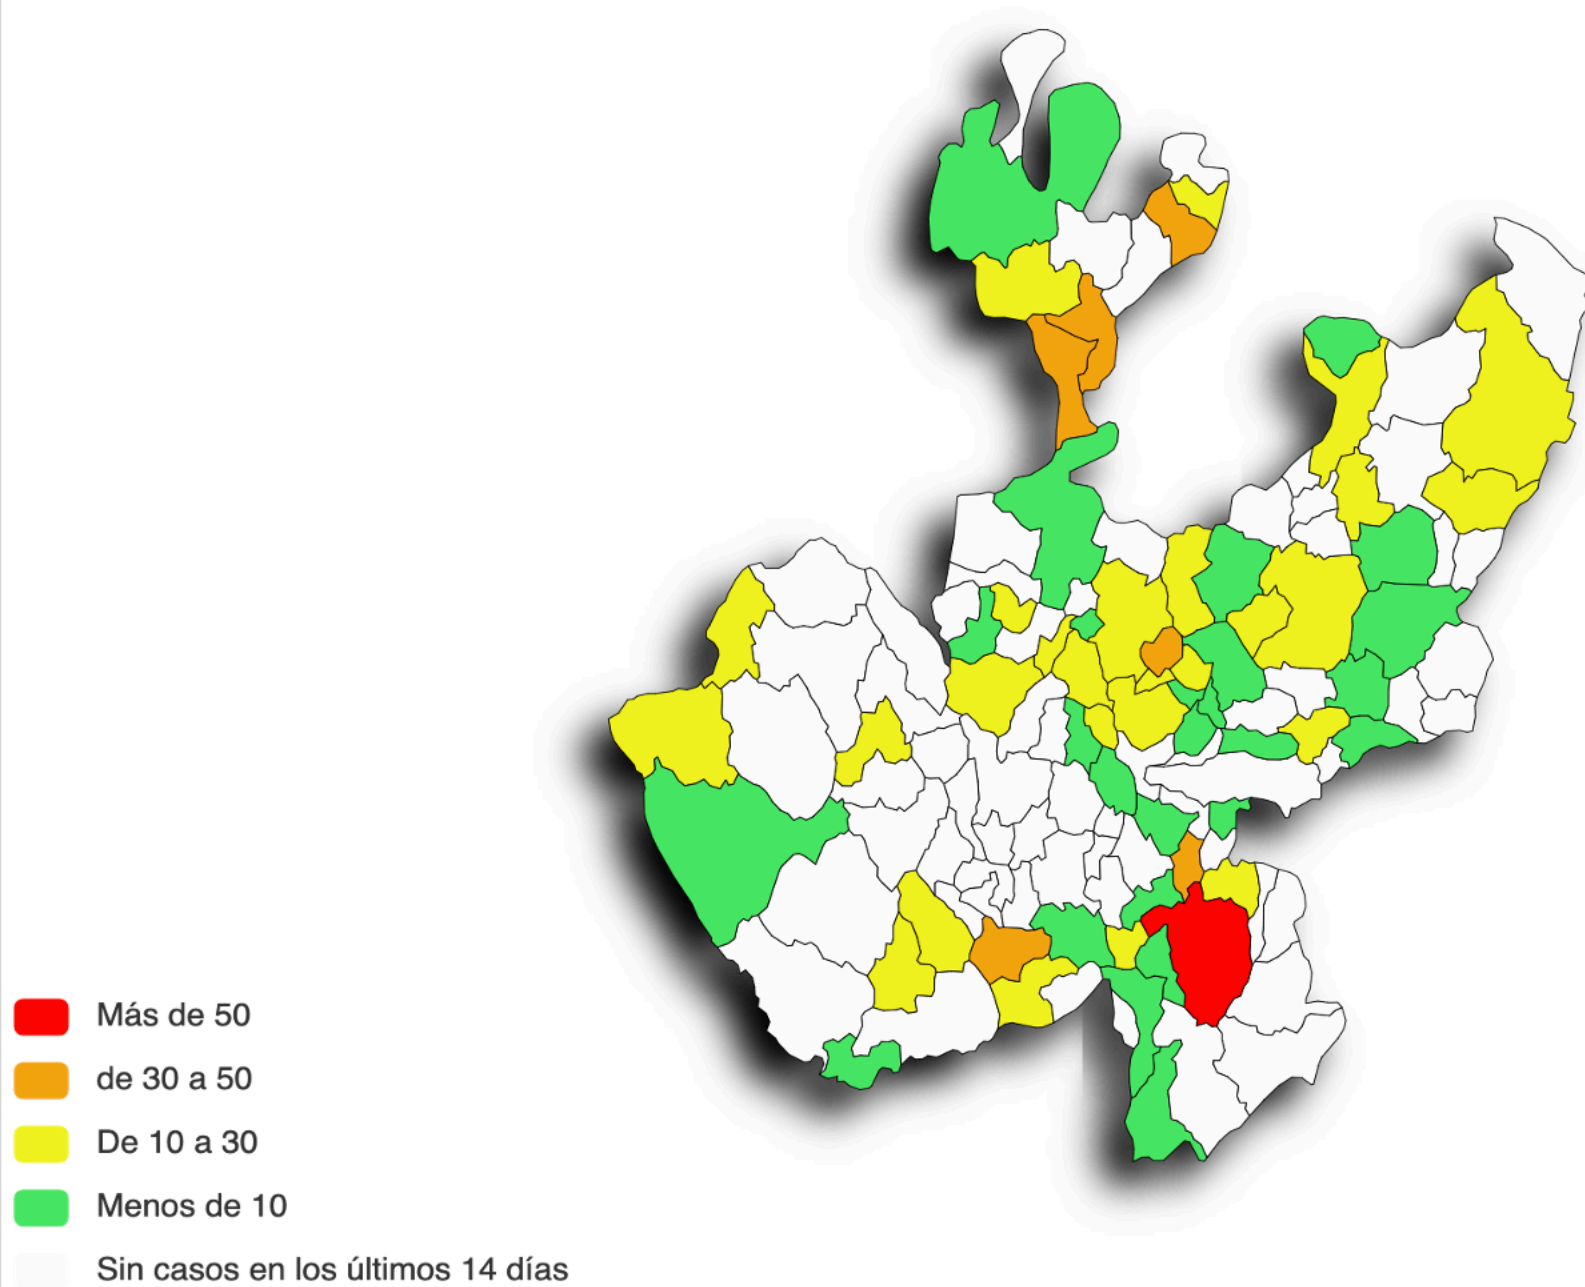 Más de 50
de 30 a 50
De 10 a 30
Menos de 10
Sin casos en los últimos 14 días